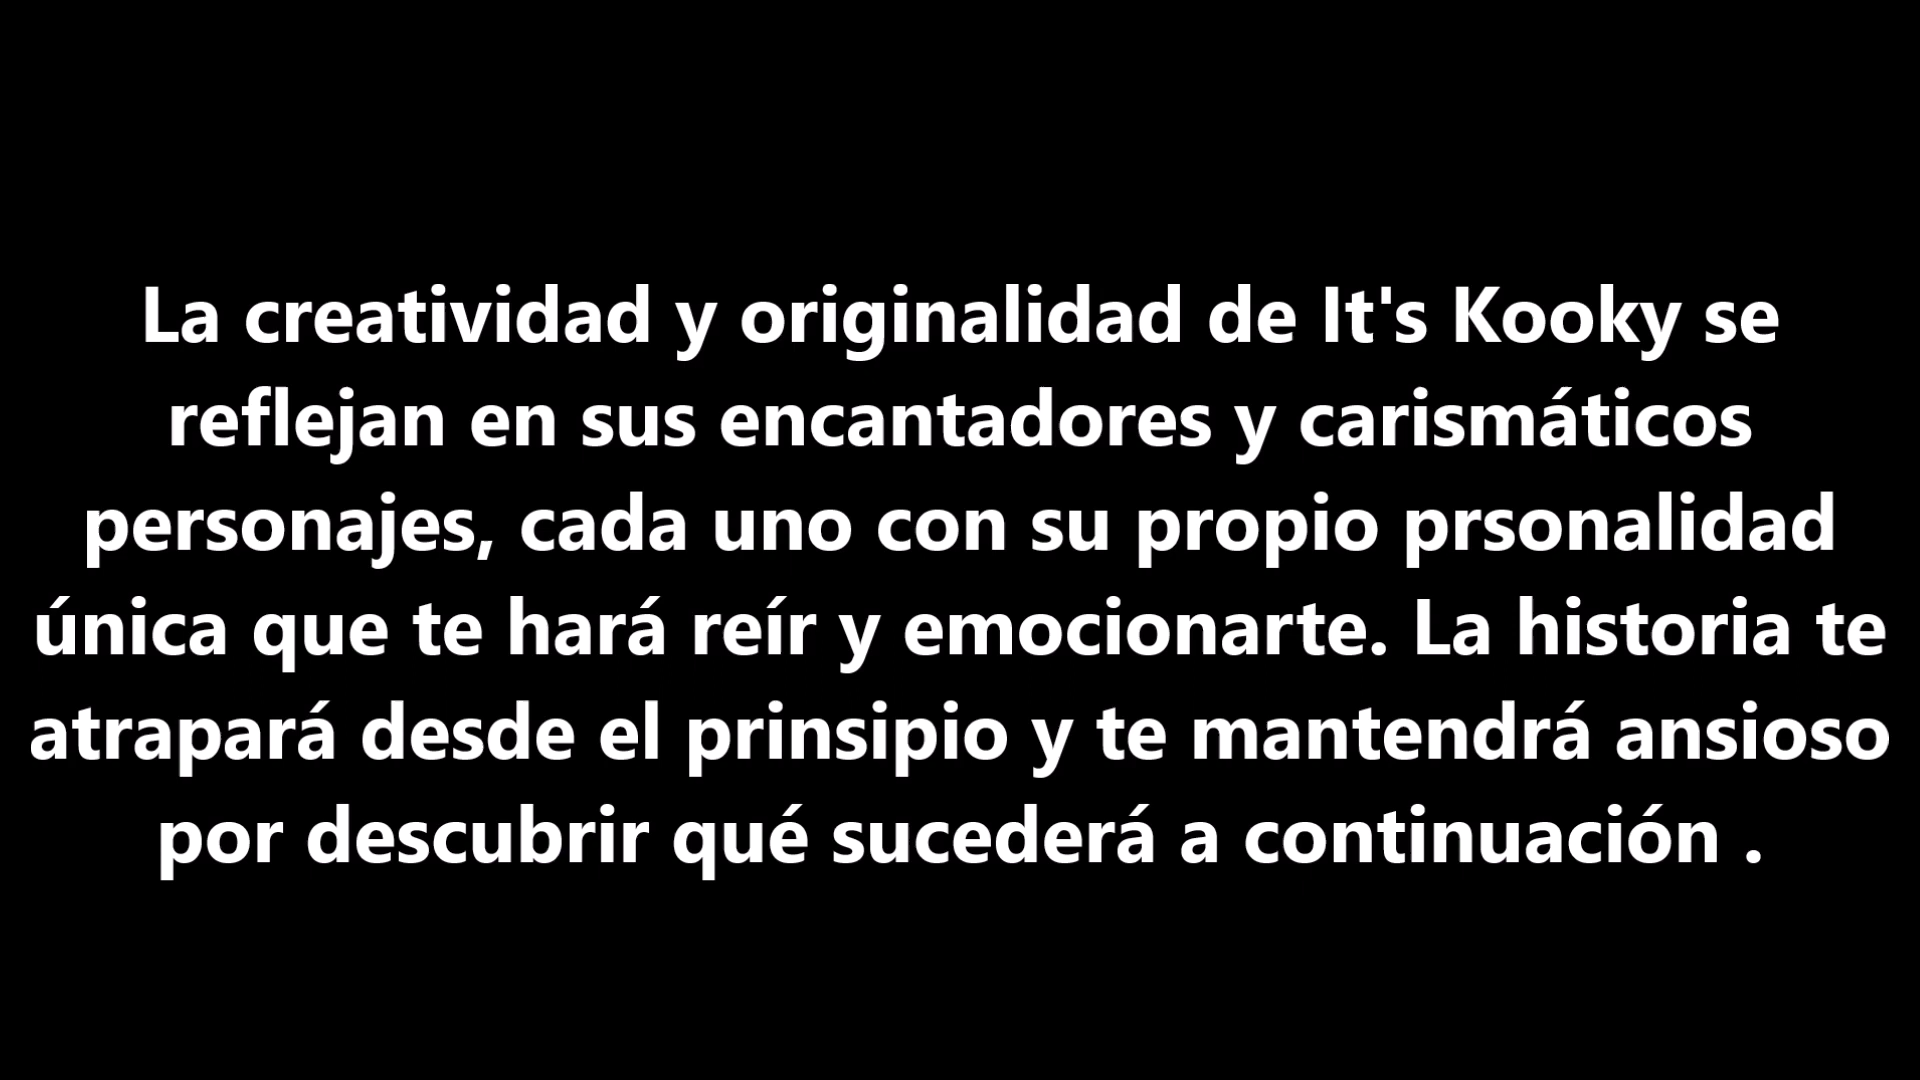 La creatividad y originalidad de It's Kooky se
reflejan en sus encantadores y carismáticos
personajes, cada uno con su propio prsonalidad
única que te hará reír y emocionarte. La historia te
atrapará desde el prinsipio y te mantendrá ansioso
por descubrir qué sucederá a continuación .